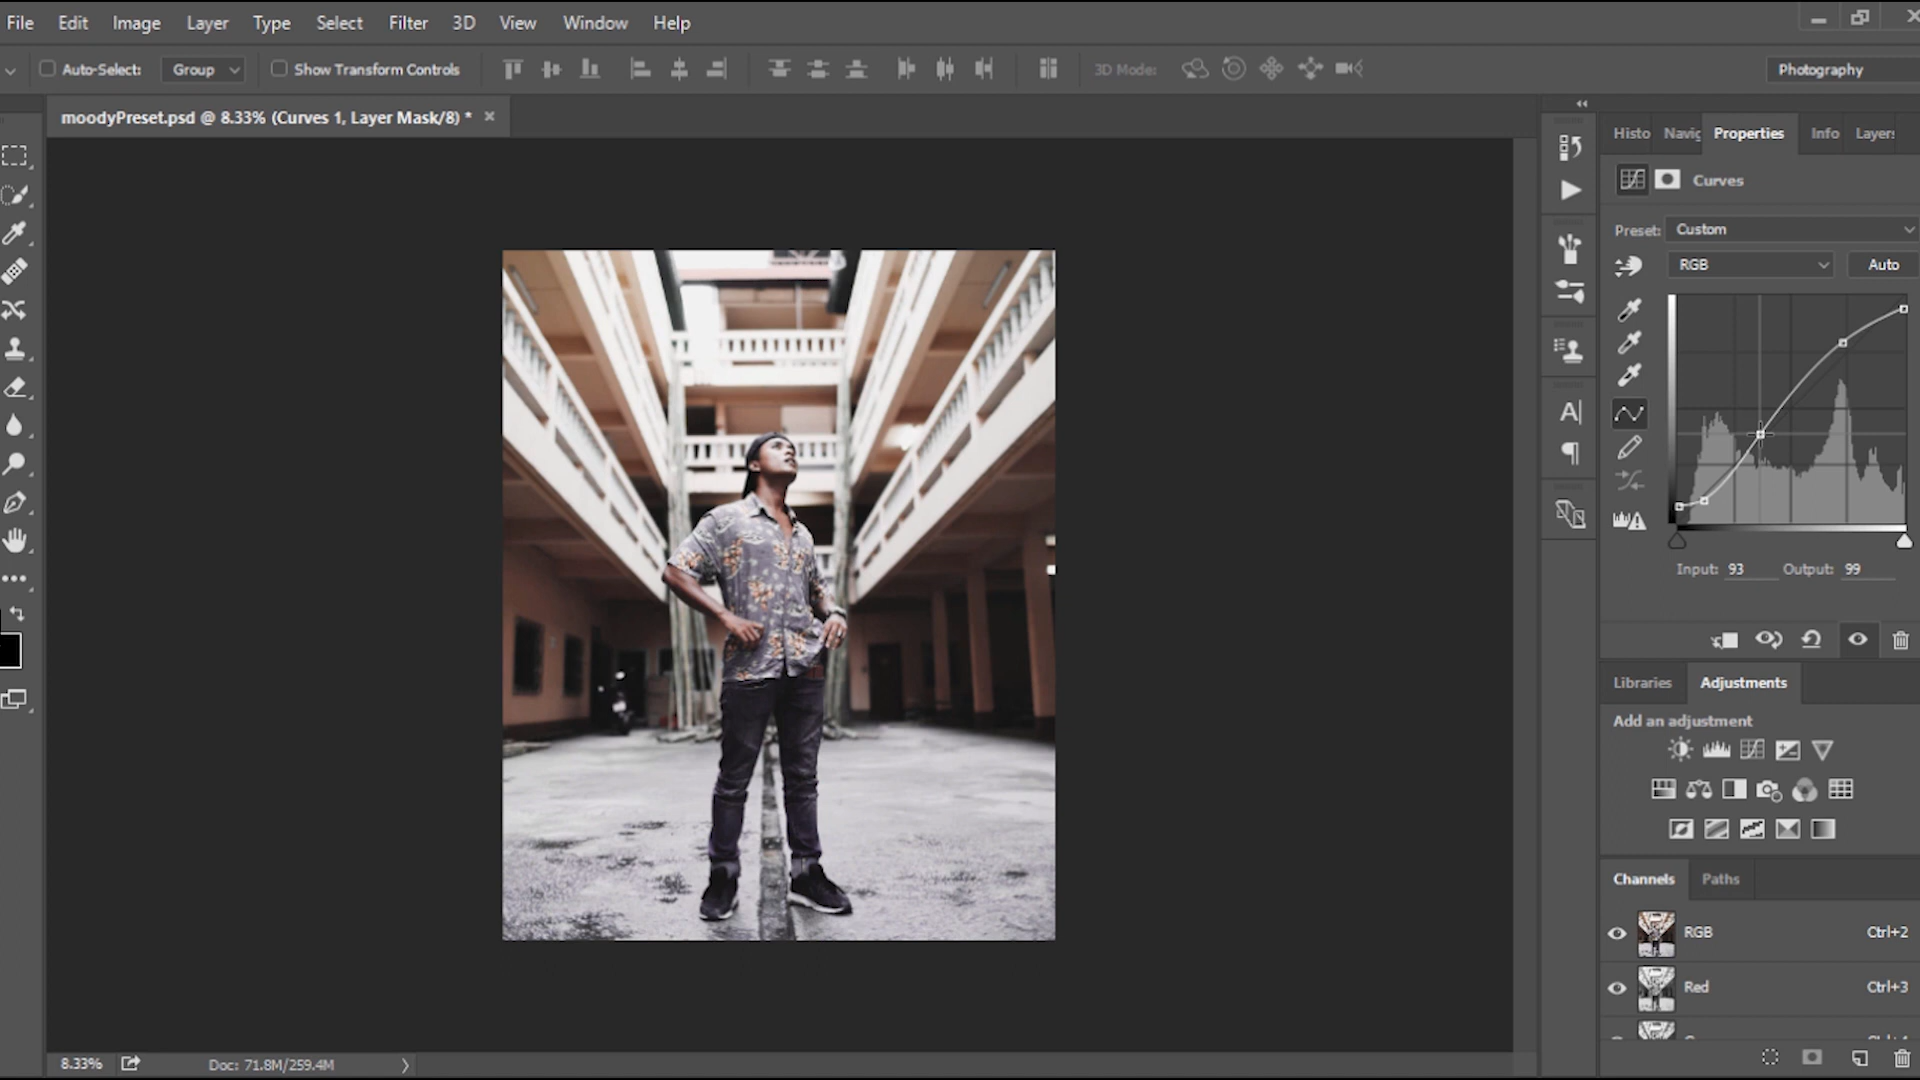 File Edit Image Layer Type Select Filter 3D View Window Help
Auto-Select: Group Show Transform Controls 3D Mode: Photography
moodyPreset.psd @ 8.33% (Curves 1, Layer Mask/8) *
Histo Navig Properties Info Layers
Curves
Preset: Custom
RGB Auto
Input: 93 Output: 99
Libraries Adjustments
Add an adjustment
Channels Paths
RGB Ctrl+2
Red Ctrl+3
8.33% Doc: 71.8M/259.4M